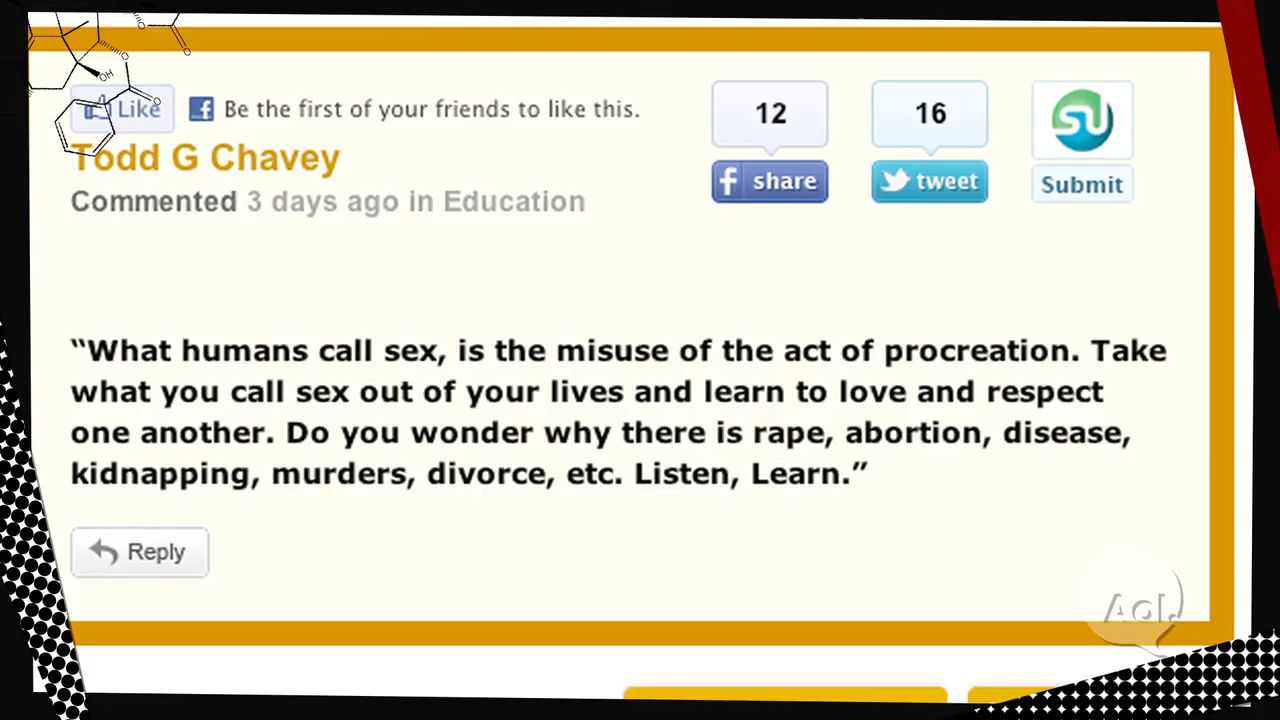 OH
Like
Be the first of your friends to like this.
12
16
Todd G Chavey
share
tweet
Submit
Commented 3 days ago in Education
“What humans call sex, is the misuse of the act of procreation. Take
what you call sex out of your lives and learn to love and respect
one another. Do you wonder why there is rape, abortion, disease,
kidnapping, murders, divorce, etc. Listen, Learn.”
Reply
Aol.